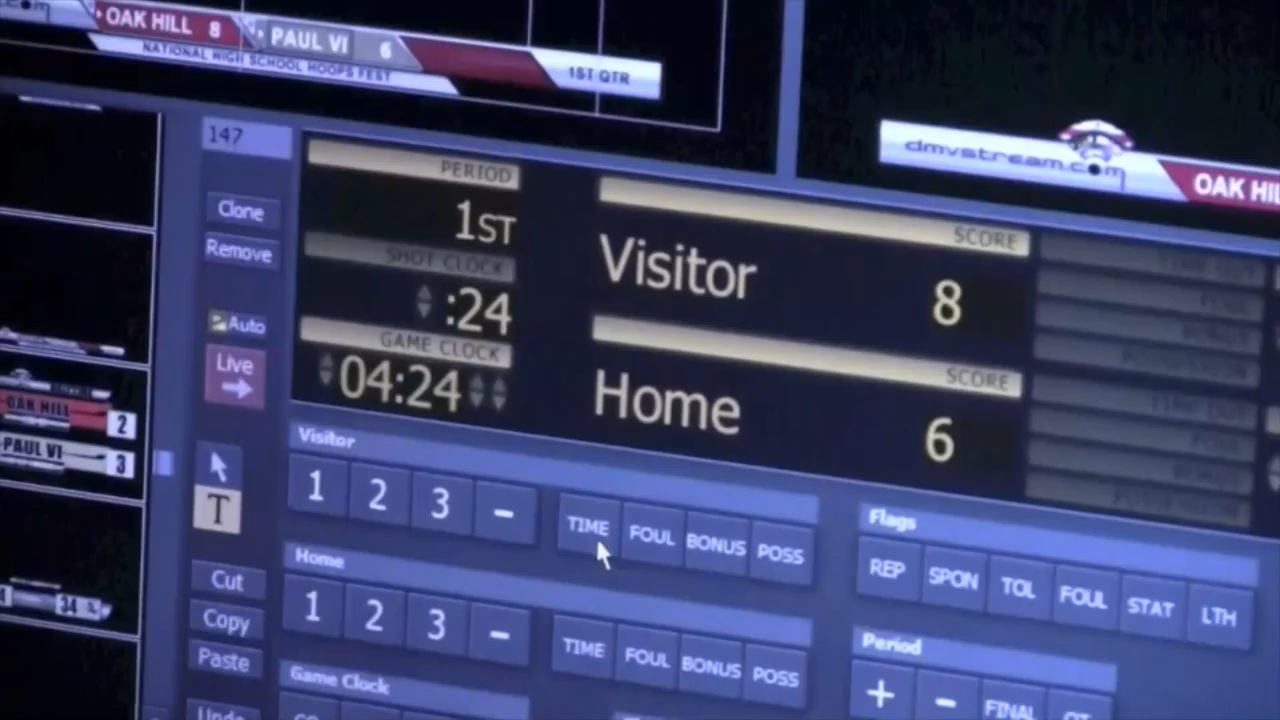 OAK HILL 8 PAUL VI 6
NATIONAL HIGH SCHOOL HOOPS FEST
1ST QTR
dmvstream.com
OAK HIL
147
Clone
Remove
Auto
Live
PERIOD
1ST
SHOT CLOCK
:24
GAME CLOCK
04:24
SCORE
Visitor 8
SCORE
Home 6
OAK HILL 2
PAUL VI 3
34
T
Cut
Copy
Paste
Undo
Visitor
1 2 3 - TIME FOUL BONUS POSS
Home
1 2 3 - TIME FOUL BONUS POSS
Game Clock
Flags
REP SPON TOL FOUL STAT LTH
Period
+ - FINAL OT